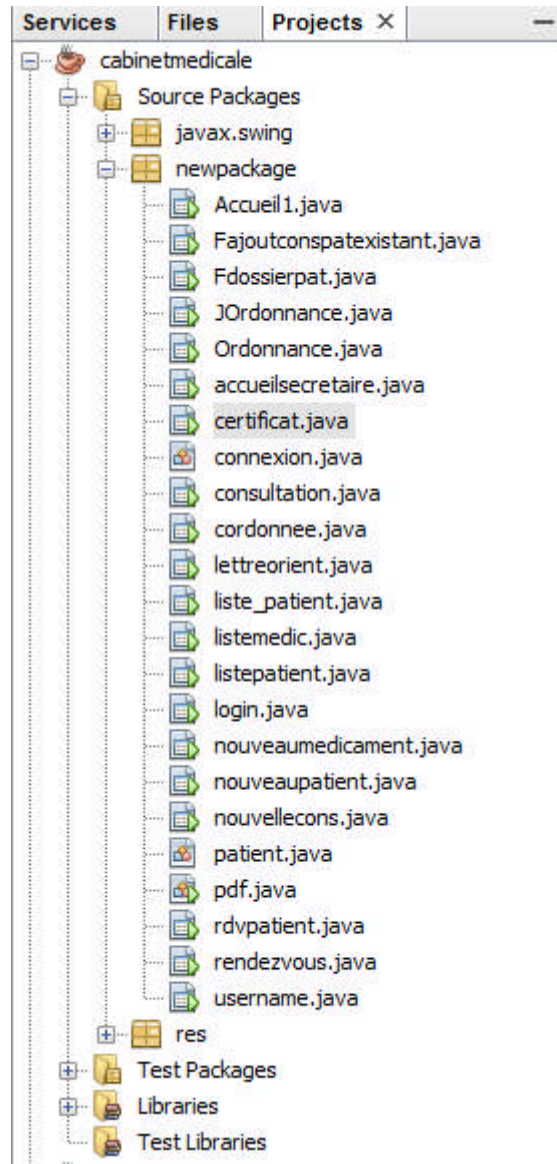 Services Files Projects
cabinetmedicale
Source Packages
javax.swing
newpackage
Accueil1.java
Fajoutconspatexistant.java
Fdossierpat.java
JOrdonnance.java
Ordonnance.java
accueilsecretaire.java
certificat.java
connexion.java
consultation.java
cordonnee.java
lettreorient.java
liste_patient.java
listemedic.java
listepatient.java
login.java
nouveaumedicament.java
nouveaupatient.java
nouvellecons.java
patient.java
pdf.java
rdvpatient.java
rendezvous.java
username.java
res
Test Packages
Libraries
Test Libraries